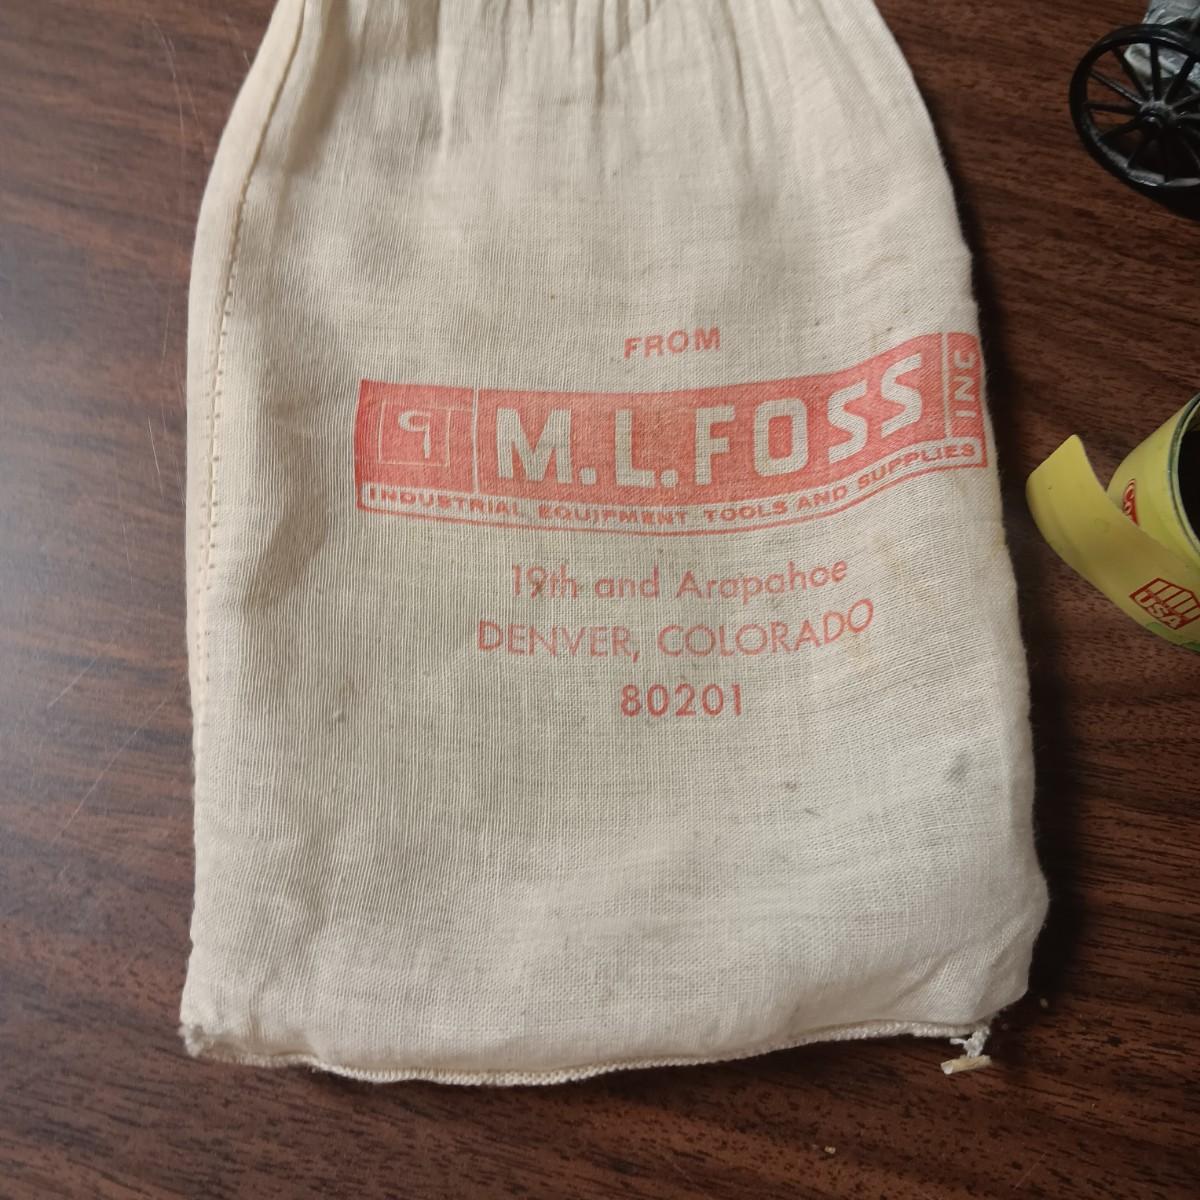 FROM
M.L.FOSS INC
INDUSTRIAL EQUIPMENT TOOLS AND SUPPLIES
19th and Arapahoe
DENVER, COLORADO
80201
USA